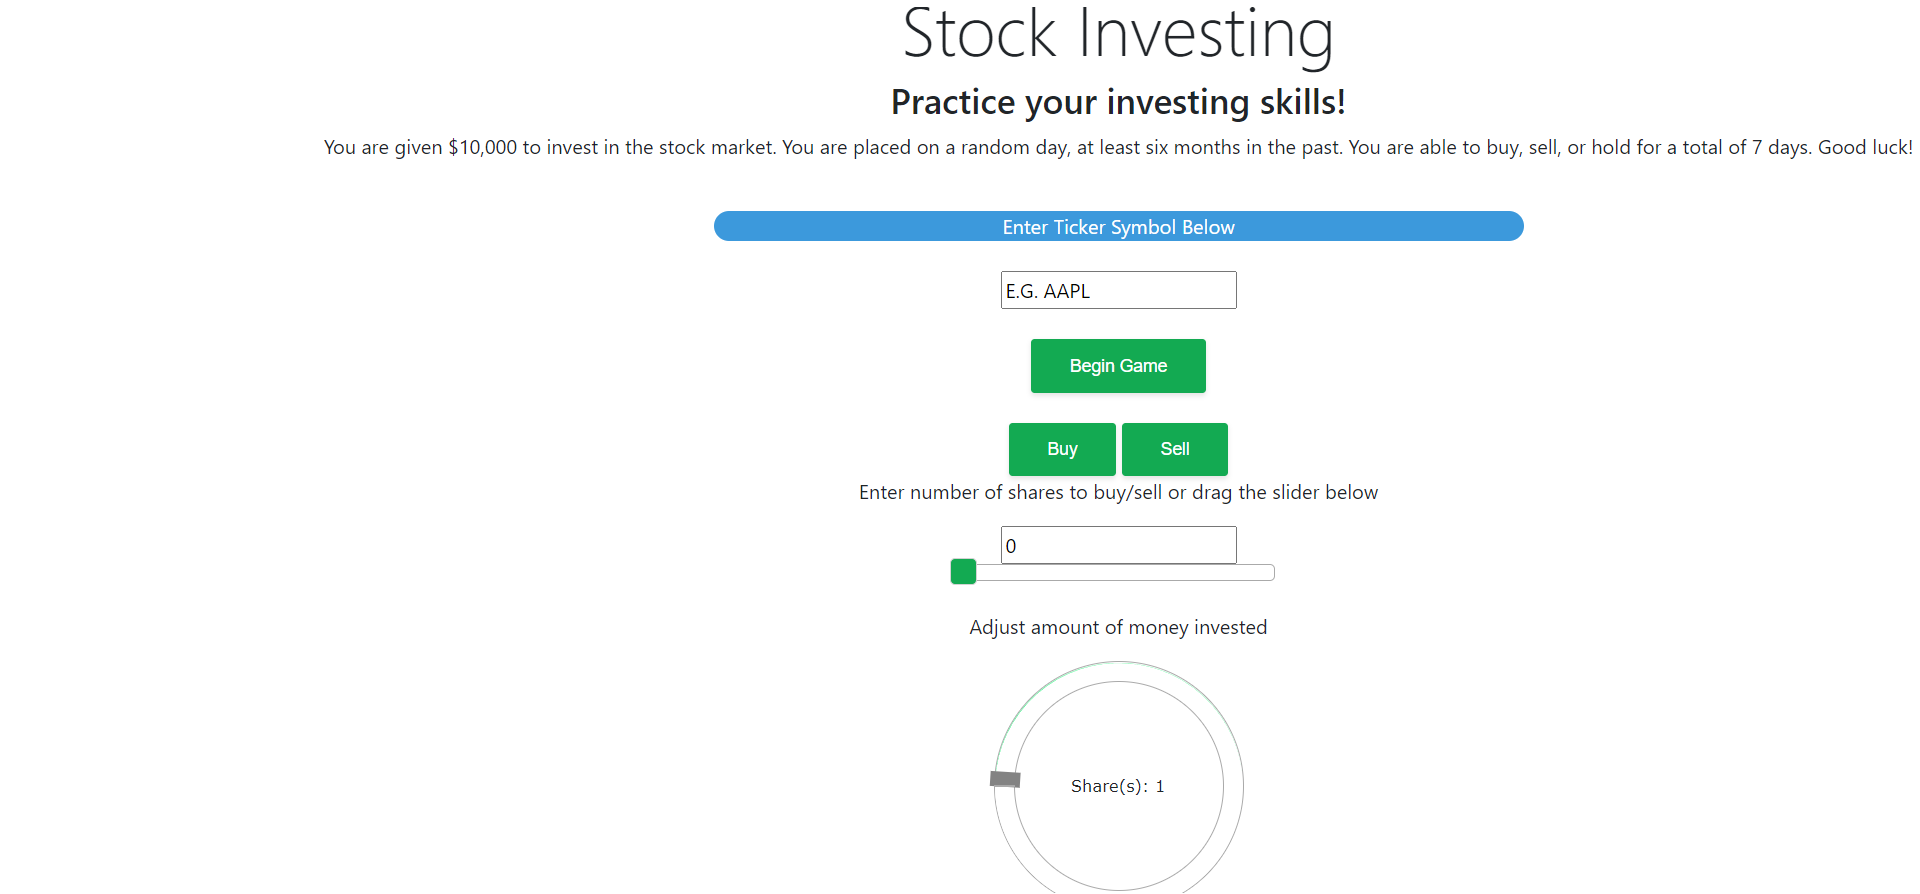 Stock Investing
Practice your investing skills!
You are given $10,000 to invest in the stock market. You are placed on a random day, at least six months in the past. You are able to buy, sell, or hold for a total of 7 days. Good luck!
Enter Ticker Symbol Below
E.G. AAPL
Begin Game
Buy Sell
Enter number of shares to buy/sell or drag the slider below
0
Adjust amount of money invested
Share(s): 1